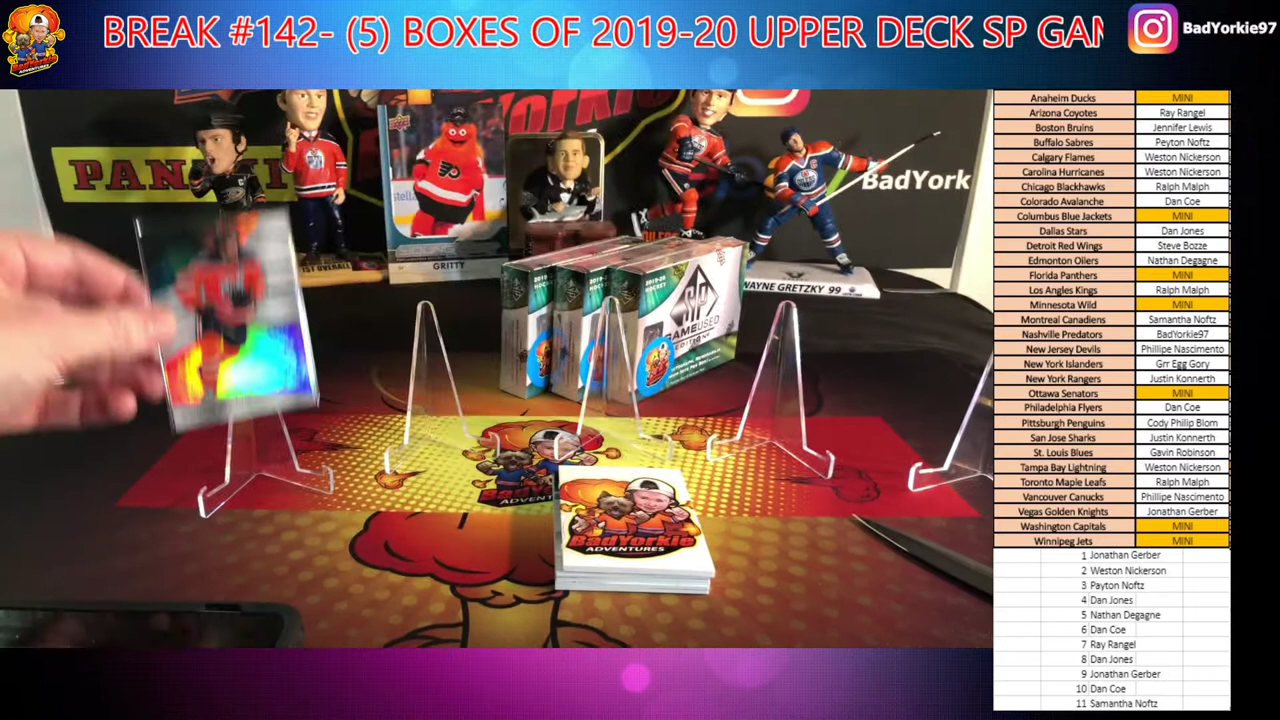 BREAK #142- (5) BOXES OF 2019-20 UPPER DECK SP GAM
BadYorkie97
BadYork
PANINI
GRITTY
WAYNE GRETZKY 99
SP
GAMEUSED
EDITION
BadYorkie
ADVENTURES
Anaheim Ducks MINI
Arizona Coyotes Ray Rangel
Boston Bruins Jennifer Lewis
Buffalo Sabres Peyton Noftz
Calgary Flames Weston Nickerson
Carolina Hurricanes Weston Nickerson
Chicago Blackhawks Ralph Malph
Colorado Avalanche Dan Coe
Columbus Blue Jackets MINI
Dallas Stars Dan Jones
Detroit Red Wings Steve Bozze
Edmonton Oilers Nathan Degagne
Florida Panthers MINI
Los Angles Kings Ralph Malph
Minnesota Wild MINI
Montreal Canadiens Samantha Noftz
Nashville Predators BadYorkie97
New Jersey Devils Phillipe Nascimento
New York Islanders Grr Egg Gory
New York Rangers Justin Konnerth
Ottawa Senators MINI
Philadelphia Flyers Dan Coe
Pittsburgh Penguins Cody Philip Blom
San Jose Sharks Justin Konnerth
St. Louis Blues Gavin Robinson
Tampa Bay Lightning Weston Nickerson
Toronto Maple Leafs Ralph Malph
Vancouver Canucks Phillipe Nascimento
Vegas Golden Knights Jonathan Gerber
Washington Capitals MINI
Winnipeg Jets MINI
1 Jonathan Gerber
2 Weston Nickerson
3 Payton Noftz
4 Dan Jones
5 Nathan Degagne
6 Dan Coe
7 Ray Rangel
8 Dan Jones
9 Jonathan Gerber
10 Dan Coe
11 Samantha Noftz